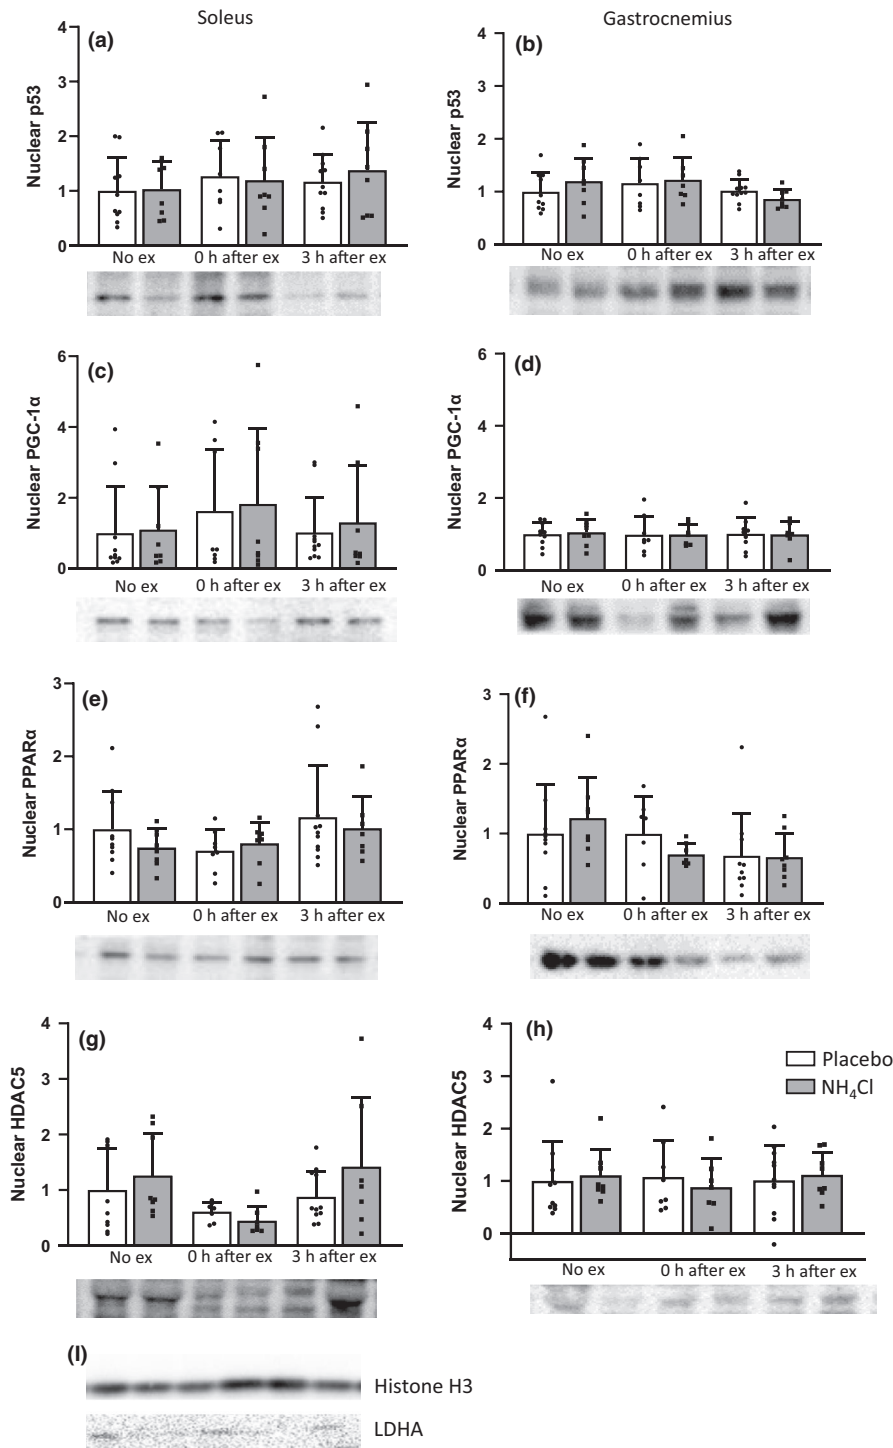 Soleus
Gastrocnemius
(a)
Nuclear p53
5
4
3
2
1
0
No ex 0 h after ex 3 h after ex
(b)
Nuclear p53
5
4
3
2
1
0
No ex 0 h after ex 3 h after ex
(c)
Nuclear PGC-1α
6
4
2
0
No ex 0 h after ex 3 h after ex
(d)
Nuclear PGC-1α
6
4
2
0
No ex 0 h after ex 3 h after ex
(e)
Nuclear PPARα
3
2
1
0
No ex 0 h after ex 3 h after ex
(f)
Nuclear PPARα
3
2
1
0
No ex 0 h after ex 3 h after ex
(g)
Nuclear HDAC5
4
3
2
1
0
No ex 0 h after ex 3 h after ex
(h)
Nuclear HDAC5
4
3
2
1
0
Placebo
NH₄Cl
No ex 0 h after ex 3 h after ex
(I)
Histone H3
LDHA